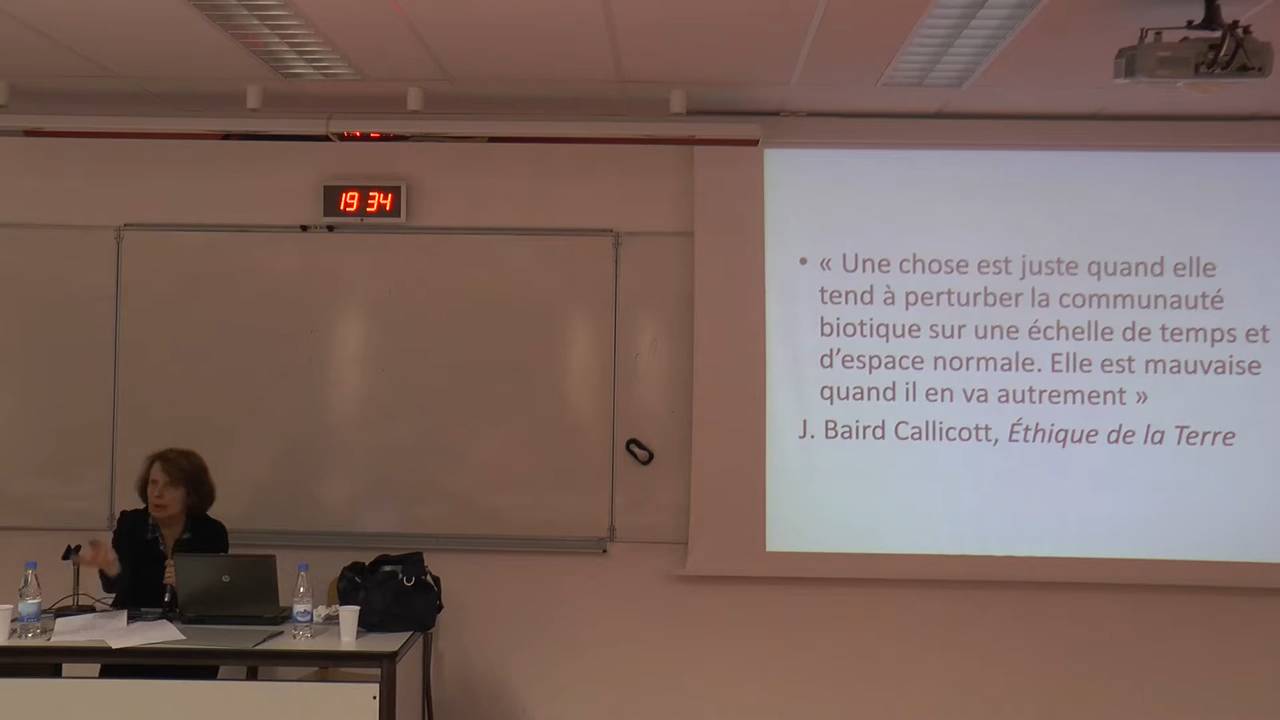 19 34
• « Une chose est juste quand elle
tend à perturber la communauté
biotique sur une échelle de temps et
d’espace normale. Elle est mauvaise
quand il en va autrement »
J. Baird Callicott, Éthique de la Terre
hp